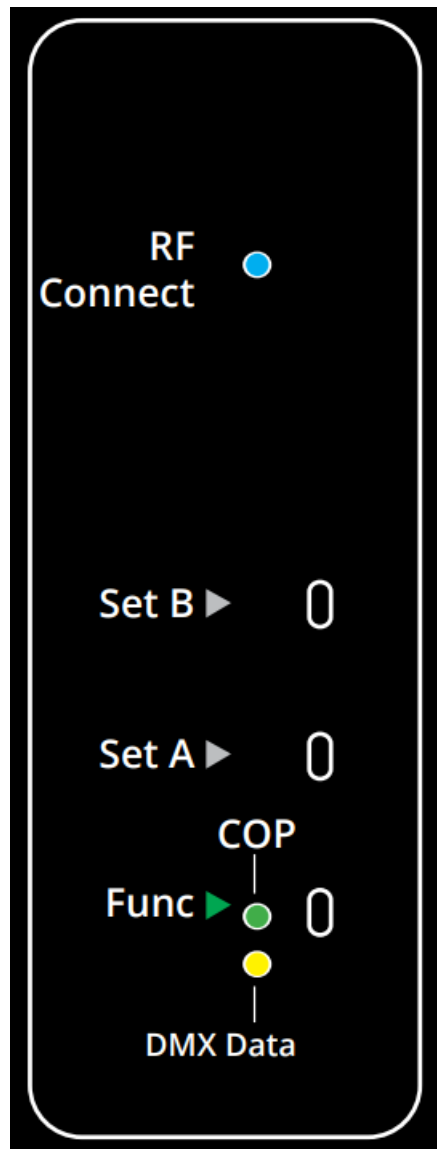 RF
Connect
Set B
Set A
COP
Func
DMX Data